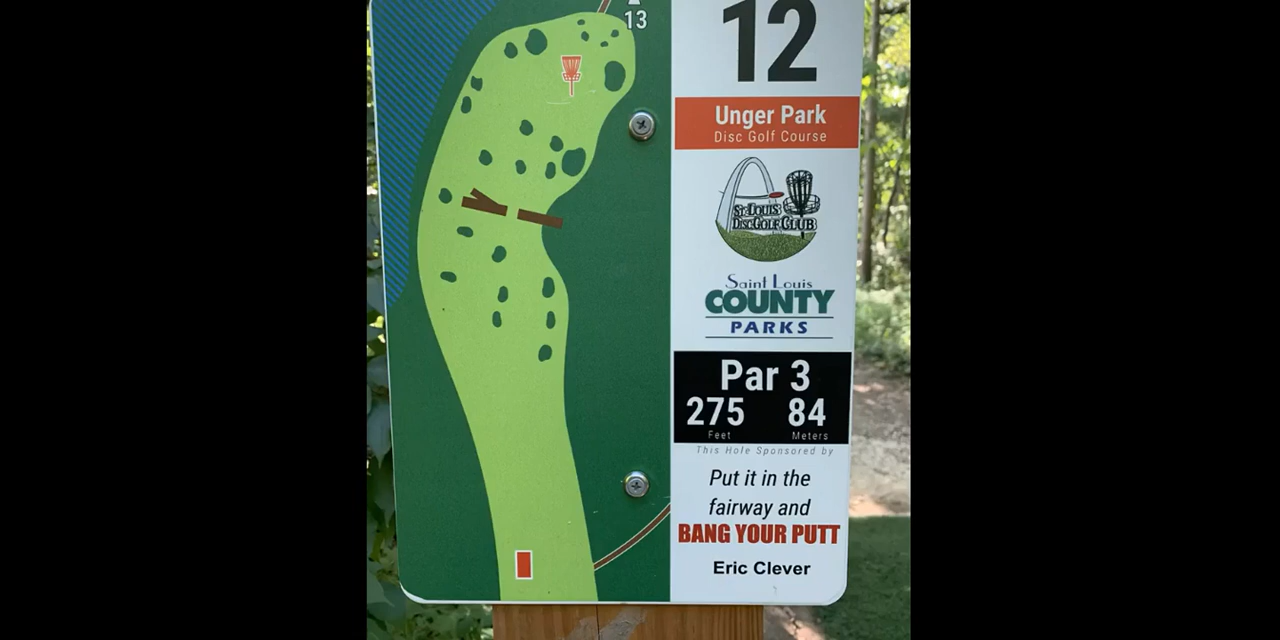 13
12
Unger Park
Disc Golf Course
ST. LOUIS
DISC GOLF CLUB
Saint Louis
COUNTY
PARKS
Par 3
275 84
Feet Meters
This Hole Sponsored by
Put it in the
fairway and
BANG YOUR PUTT
Eric Clever